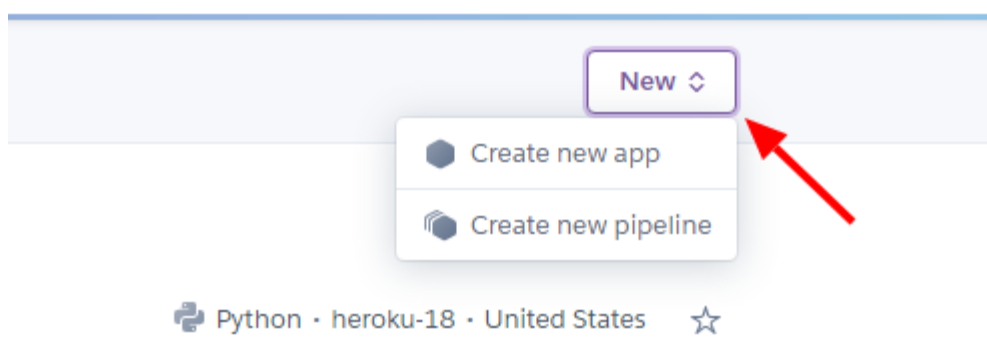 New
Create new app
Create new pipeline
Python · heroku-18 · United States